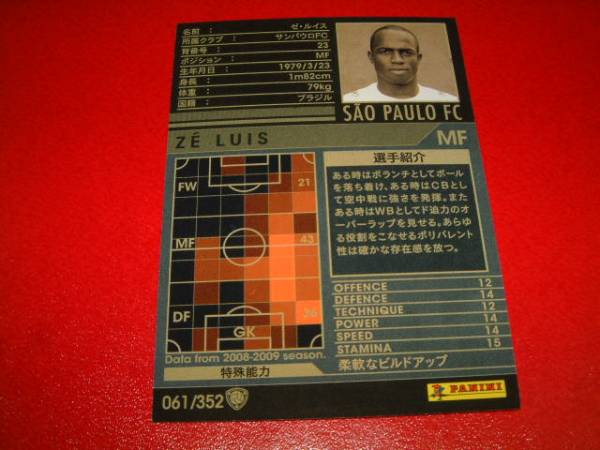 名前 : ゼ・ルイス
所属クラブ : サンパウロFC
背番号 : 23
ポジション : MF
生年月日 : 1979/3/23
身長 : 1m82cm
体重 : 79kg
国籍 : ブラジル
SÃO PAULO FC
ZÉ LUIS
MF
FW
21
MF
43
DF
36
GK
Data from 2008-2009 season.
選手紹介
ある時はボランチとしてボール
を落ち着け、ある時はCBとし
て空中戦に強さを発揮。また
ある時はWBとしてド迫力のオ
ーバーラップを見せる。あらゆ
る役割をこなせるポリバレント
性は確かな存在感を放つ。
OFFENCE 12
DEFENCE 14
TECHNIQUE 12
POWER 14
SPEED 14
STAMINA 15
特殊能力
柔軟なビルドアップ
061/352
PANINI